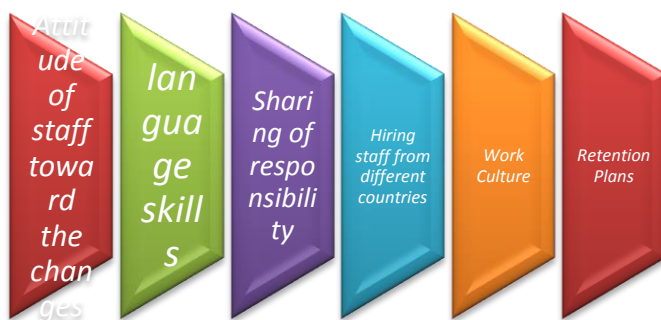 Attit
ude
of
staff
towa
rd
the
chan
ges
lan
gua
ge
skill
s
Shari
ng of
respo
nsibili
ty
Hiring
staff from
different
countries
Work
Culture
Retention
Plans